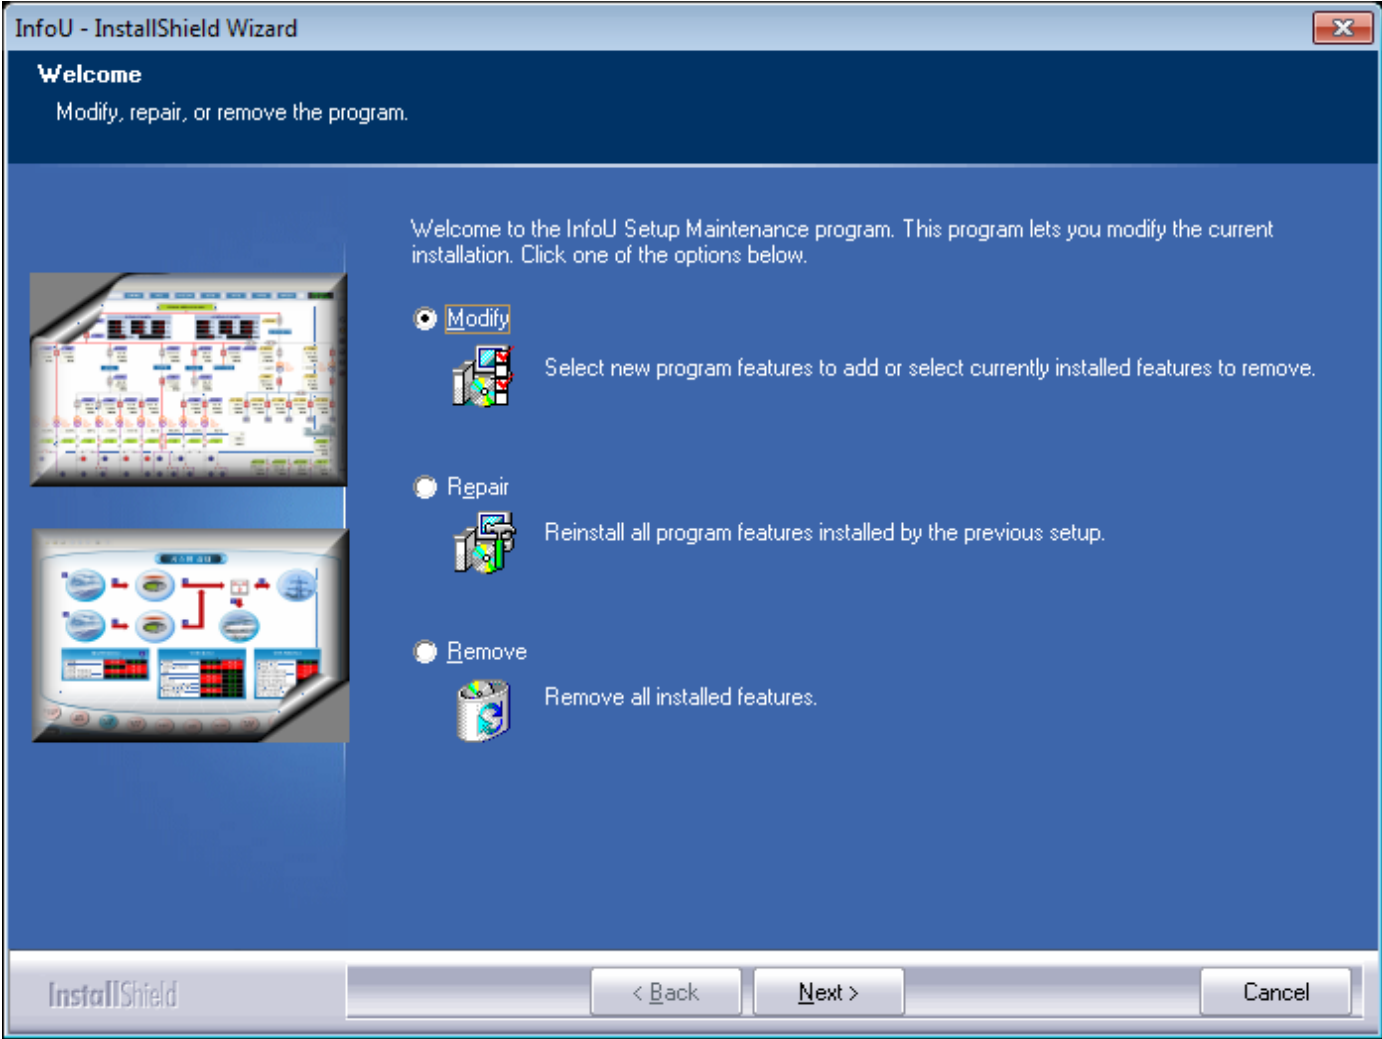 InfoU - InstallShield Wizard
Welcome
Modify, repair, or remove the program.
Welcome to the InfoU Setup Maintenance program. This program lets you modify the current
installation. Click one of the options below.
Modify
Select new program features to add or select currently installed features to remove.
Repair
Reinstall all program features installed by the previous setup.
Remove
Remove all installed features.
InstallShield
< Back
Next >
Cancel